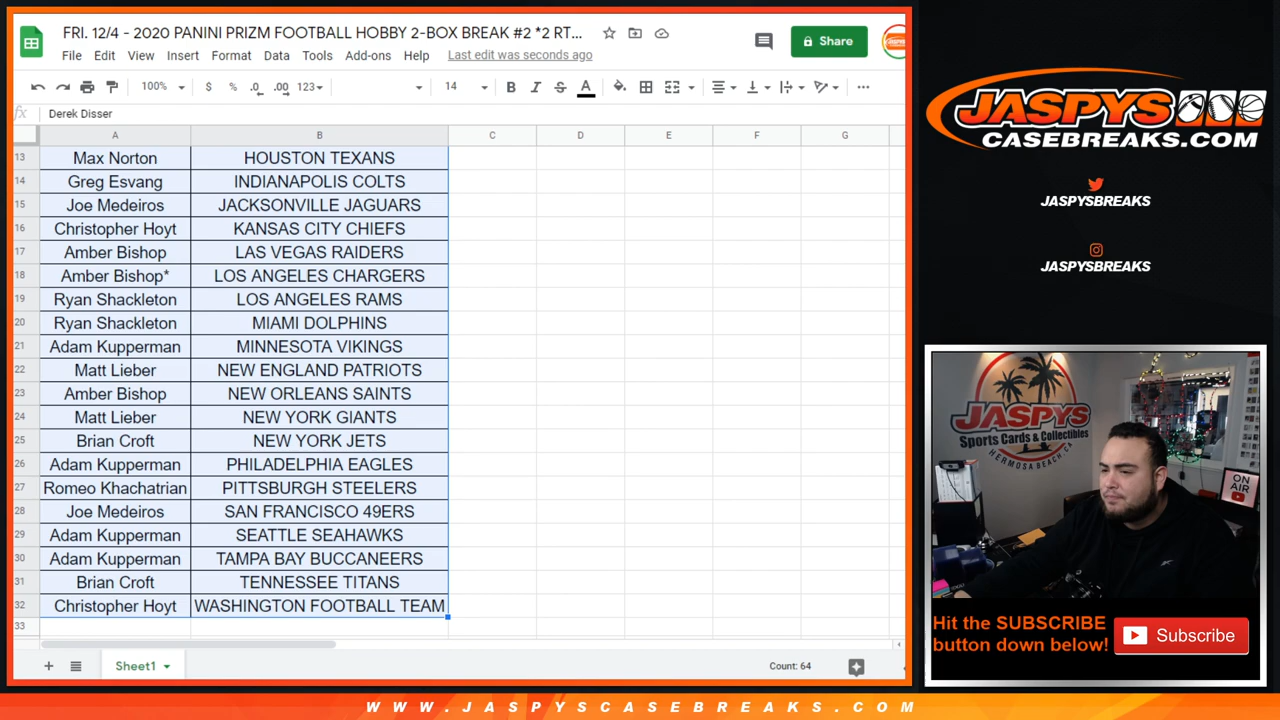 FRI. 12/4 - 2020 PANINI PRIZM FOOTBALL HOBBY 2-BOX BREAK #2 *2 RT...
File Edit View Insert Format Data Tools Add-ons Help Last edit was seconds ago
Share
100% $ % .0 .00 123 14 B I S A
fx Derek Disser
A B C D E F G
13 Max Norton HOUSTON TEXANS
14 Greg Esvang INDIANAPOLIS COLTS
15 Joe Medeiros JACKSONVILLE JAGUARS
16 Christopher Hoyt KANSAS CITY CHIEFS
17 Amber Bishop LAS VEGAS RAIDERS
18 Amber Bishop* LOS ANGELES CHARGERS
19 Ryan Shackleton LOS ANGELES RAMS
20 Ryan Shackleton MIAMI DOLPHINS
21 Adam Kupperman MINNESOTA VIKINGS
22 Matt Lieber NEW ENGLAND PATRIOTS
23 Amber Bishop NEW ORLEANS SAINTS
24 Matt Lieber NEW YORK GIANTS
25 Brian Croft NEW YORK JETS
26 Adam Kupperman PHILADELPHIA EAGLES
27 Romeo Khachatrian PITTSBURGH STEELERS
28 Joe Medeiros SAN FRANCISCO 49ERS
29 Adam Kupperman SEATTLE SEAHAWKS
30 Adam Kupperman TAMPA BAY BUCCANEERS
31 Brian Croft TENNESSEE TITANS
32 Christopher Hoyt WASHINGTON FOOTBALL TEAM
33
Sheet1
Count: 64
JASPYS
CASEBREAKS.COM
JASPYSBREAKS
JASPYSBREAKS
JASPYS
Sports Cards & Collectibles
HERMOSA BEACH CA
ON
AIR
Hit the SUBSCRIBE
button down below!
Subscribe
WWW.JASPYSCASEBREAKS.COM